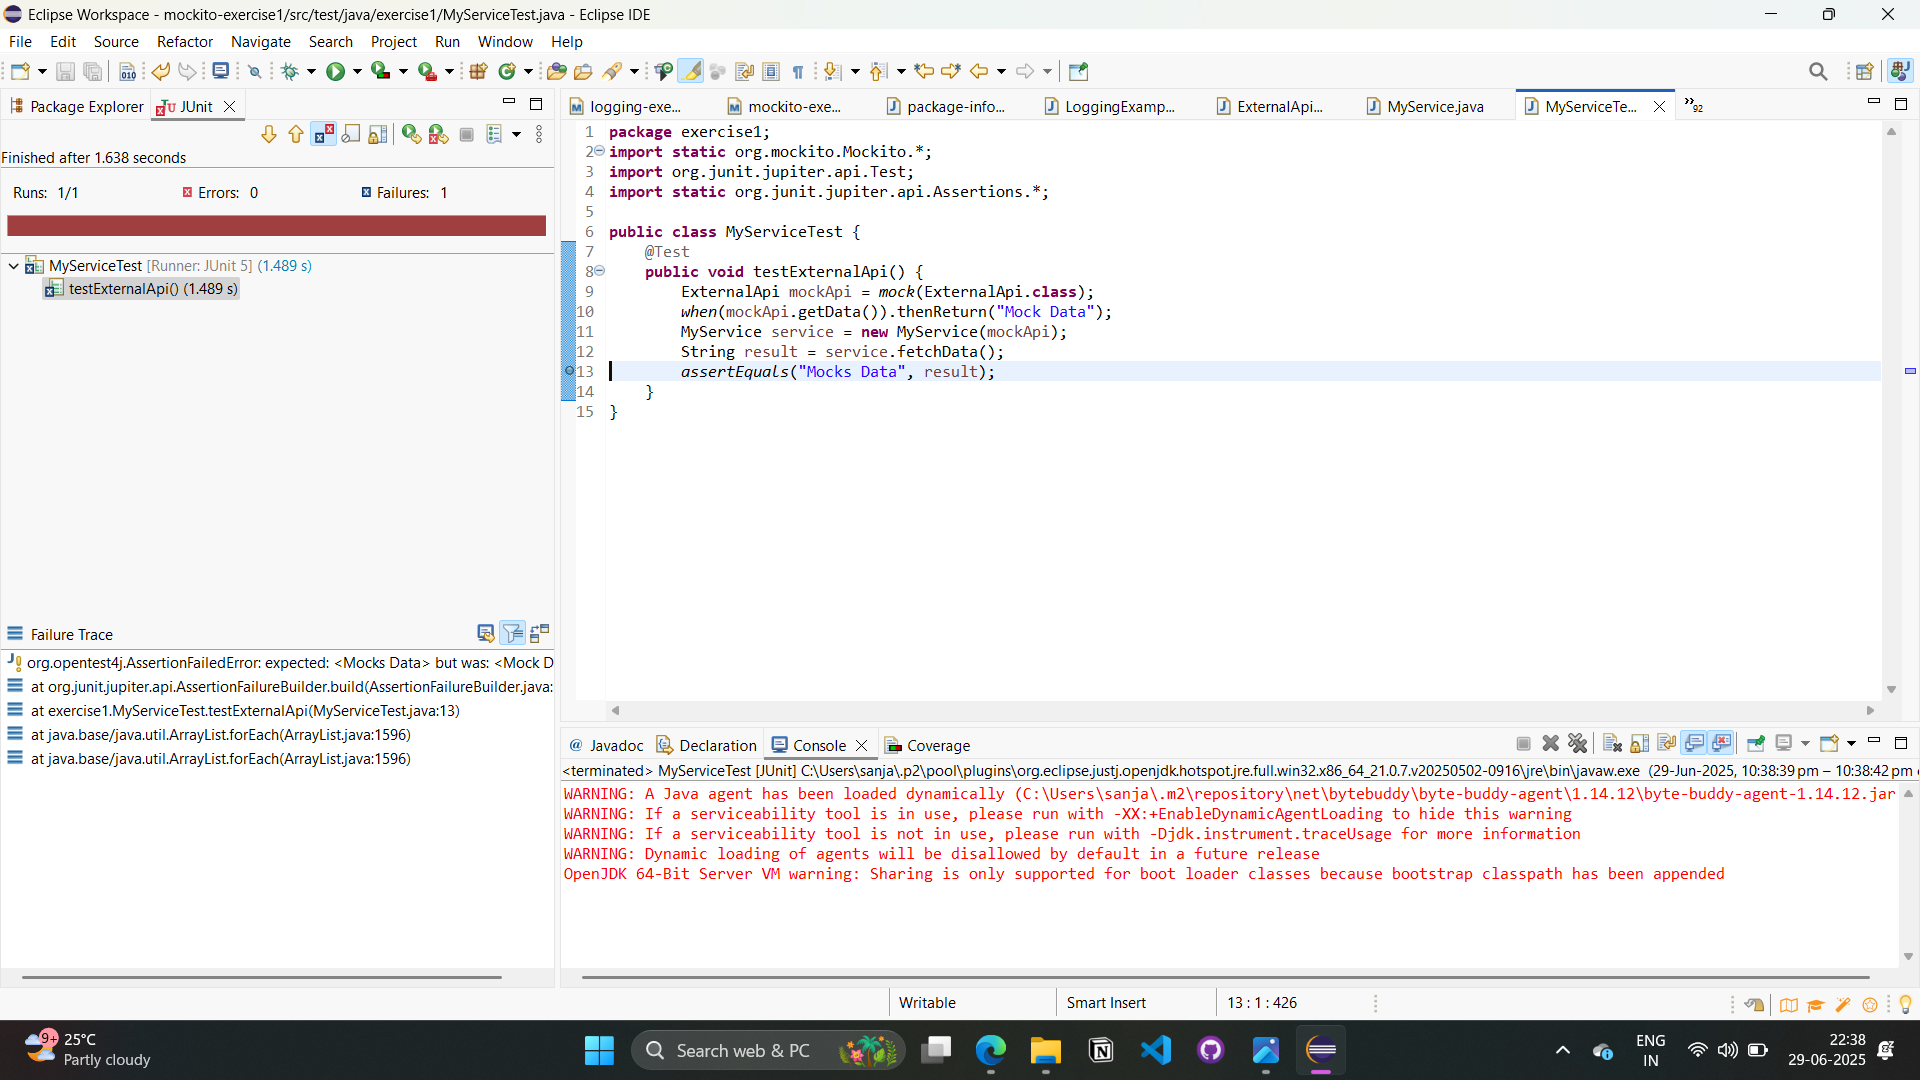 Eclipse Workspace - mockito-exercise1/src/test/java/exercise1/MyServiceTest.java - Eclipse IDE
File Edit Source Refactor Navigate Search Project Run Window Help
Package Explorer JUnit
Finished after 1.638 seconds
Runs: 1/1 Errors: 0 Failures: 1
MyServiceTest [Runner: JUnit 5] (1.489 s)
testExternalApi() (1.489 s)
Failure Trace
org.opentest4j.AssertionFailedError: expected: <Mocks Data> but was: <Mock D
at org.junit.jupiter.api.AssertionFailureBuilder.build(AssertionFailureBuilder.java:
at exercise1.MyServiceTest.testExternalApi(MyServiceTest.java:13)
at java.base/java.util.ArrayList.forEach(ArrayList.java:1596)
at java.base/java.util.ArrayList.forEach(ArrayList.java:1596)
logging-exe... mockito-exe... package-info... LoggingExamp... ExternalApi... MyService.java MyServiceTe... »92
1 package exercise1;
2 import static org.mockito.Mockito.*;
3 import org.junit.jupiter.api.Test;
4 import static org.junit.jupiter.api.Assertions.*;
5
6 public class MyServiceTest {
7 @Test
8 public void testExternalApi() {
9 ExternalApi mockApi = mock(ExternalApi.class);
10 when(mockApi.getData()).thenReturn("Mock Data");
11 MyService service = new MyService(mockApi);
12 String result = service.fetchData();
13 assertEquals("Mocks Data", result);
14 }
15 }
@ Javadoc Declaration Console Coverage
<terminated> MyServiceTest [JUnit] C:\Users\sanja\.p2\pool\plugins\org.eclipse.justj.openjdk.hotspot.jre.full.win32.x86_64_21.0.7.v20250502-0916\jre\bin\javaw.exe (29-Jun-2025, 10:38:39 pm – 10:38:42 pm
WARNING: A Java agent has been loaded dynamically (C:\Users\sanja\.m2\repository\net\bytebuddy\byte-buddy-agent\1.14.12\byte-buddy-agent-1.14.12.jar
WARNING: If a serviceability tool is in use, please run with -XX:+EnableDynamicAgentLoading to hide this warning
WARNING: If a serviceability tool is not in use, please run with -Djdk.instrument.traceUsage for more information
WARNING: Dynamic loading of agents will be disallowed by default in a future release
OpenJDK 64-Bit Server VM warning: Sharing is only supported for boot loader classes because bootstrap classpath has been appended
Writable Smart Insert 13 : 1 : 426
9+ 25°C
Partly cloudy
Search web & PC
ENG
IN
22:38
29-06-2025